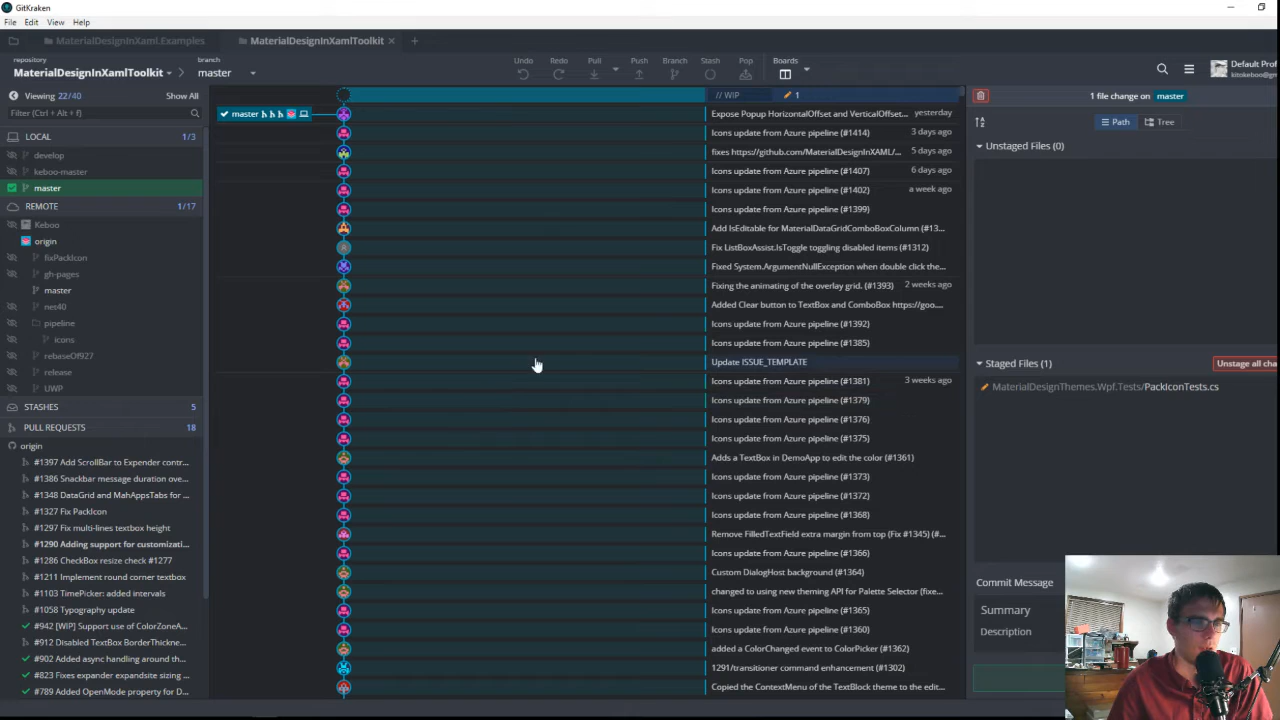 GitKraken
File Edit View Help
MaterialDesignInXaml.Examples
MaterialDesignInXamlToolkit
repository
MaterialDesignInXamlToolkit
branch
master
Undo Redo Pull Push Branch Stash Pop Boards
Default Prof
kitokeboo@gm
Viewing 22/40 Show All
Filter (Ctrl + Alt + f)
LOCAL 1/3
develop
keboo-master
master
REMOTE 1/17
Keboo
origin
fixPackIcon
gh-pages
master
net40
pipeline
icons
rebaseOf927
release
UWP
STASHES 5
PULL REQUESTS 18
origin
#1397 Add ScrollBar to Expender contr...
#1386 Snackbar message duration ove...
#1348 DataGrid and MahAppsTabs for ...
#1327 Fix PackIcon
#1297 Fix multi-lines textbox height
#1290 Adding support for customizati...
#1286 CheckBox resize check #1277
#1211 Implement round corner textbox
#1103 TimePicker: added intervals
#1058 Typography update
#942 [WIP] Support use of ColorZoneA...
#912 Disabled TextBox BorderThickne...
#902 Added async handling around th...
#823 Fixes expander expandsite sizing ...
#789 Added OpenMode property for D...
master
// WIP 1
Expose Popup HorizontalOffset and VerticalOffset... yesterday
Icons update from Azure pipeline (#1414) 3 days ago
fixes https://github.com/MaterialDesignInXAML/... 5 days ago
Icons update from Azure pipeline (#1407) 6 days ago
Icons update from Azure pipeline (#1402) a week ago
Icons update from Azure pipeline (#1399)
Add IsEditable for MaterialDataGridComboBoxColumn (#13...
Fix ListBoxAssist.IsToggle toggling disabled items (#1312)
Fixed System.ArgumentNullException when double click the...
Fixing the animating of the overlay grid. (#1393) 2 weeks ago
Added Clear button to TextBox and ComboBox https://goo....
Icons update from Azure pipeline (#1392)
Icons update from Azure pipeline (#1385)
Update ISSUE_TEMPLATE
Icons update from Azure pipeline (#1381) 3 weeks ago
Icons update from Azure pipeline (#1379)
Icons update from Azure pipeline (#1376)
Icons update from Azure pipeline (#1375)
Adds a TextBox in DemoApp to edit the color (#1361)
Icons update from Azure pipeline (#1373)
Icons update from Azure pipeline (#1372)
Icons update from Azure pipeline (#1368)
Remove FilledTextField extra margin from top (Fix #1345) (#...
Icons update from Azure pipeline (#1366)
Custom DialogHost background (#1364)
changed to using new theming API for Palette Selector (fixe...
Icons update from Azure pipeline (#1365)
Icons update from Azure pipeline (#1360)
added a ColorChanged event to ColorPicker (#1362)
1291/transitioner command enhancement (#1302)
Copied the ContextMenu of the TextBlock theme to the edit...
1 file change on master
Path Tree
Unstaged Files (0)
Staged Files (1) Unstage all cha
MaterialDesignThemes.Wpf.Tests/PackIconTests.cs
Commit Message
Summary
Description